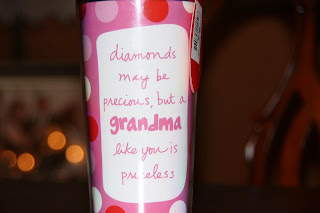 diamonds
may be
precious, but a
grandma
like you is
priceless